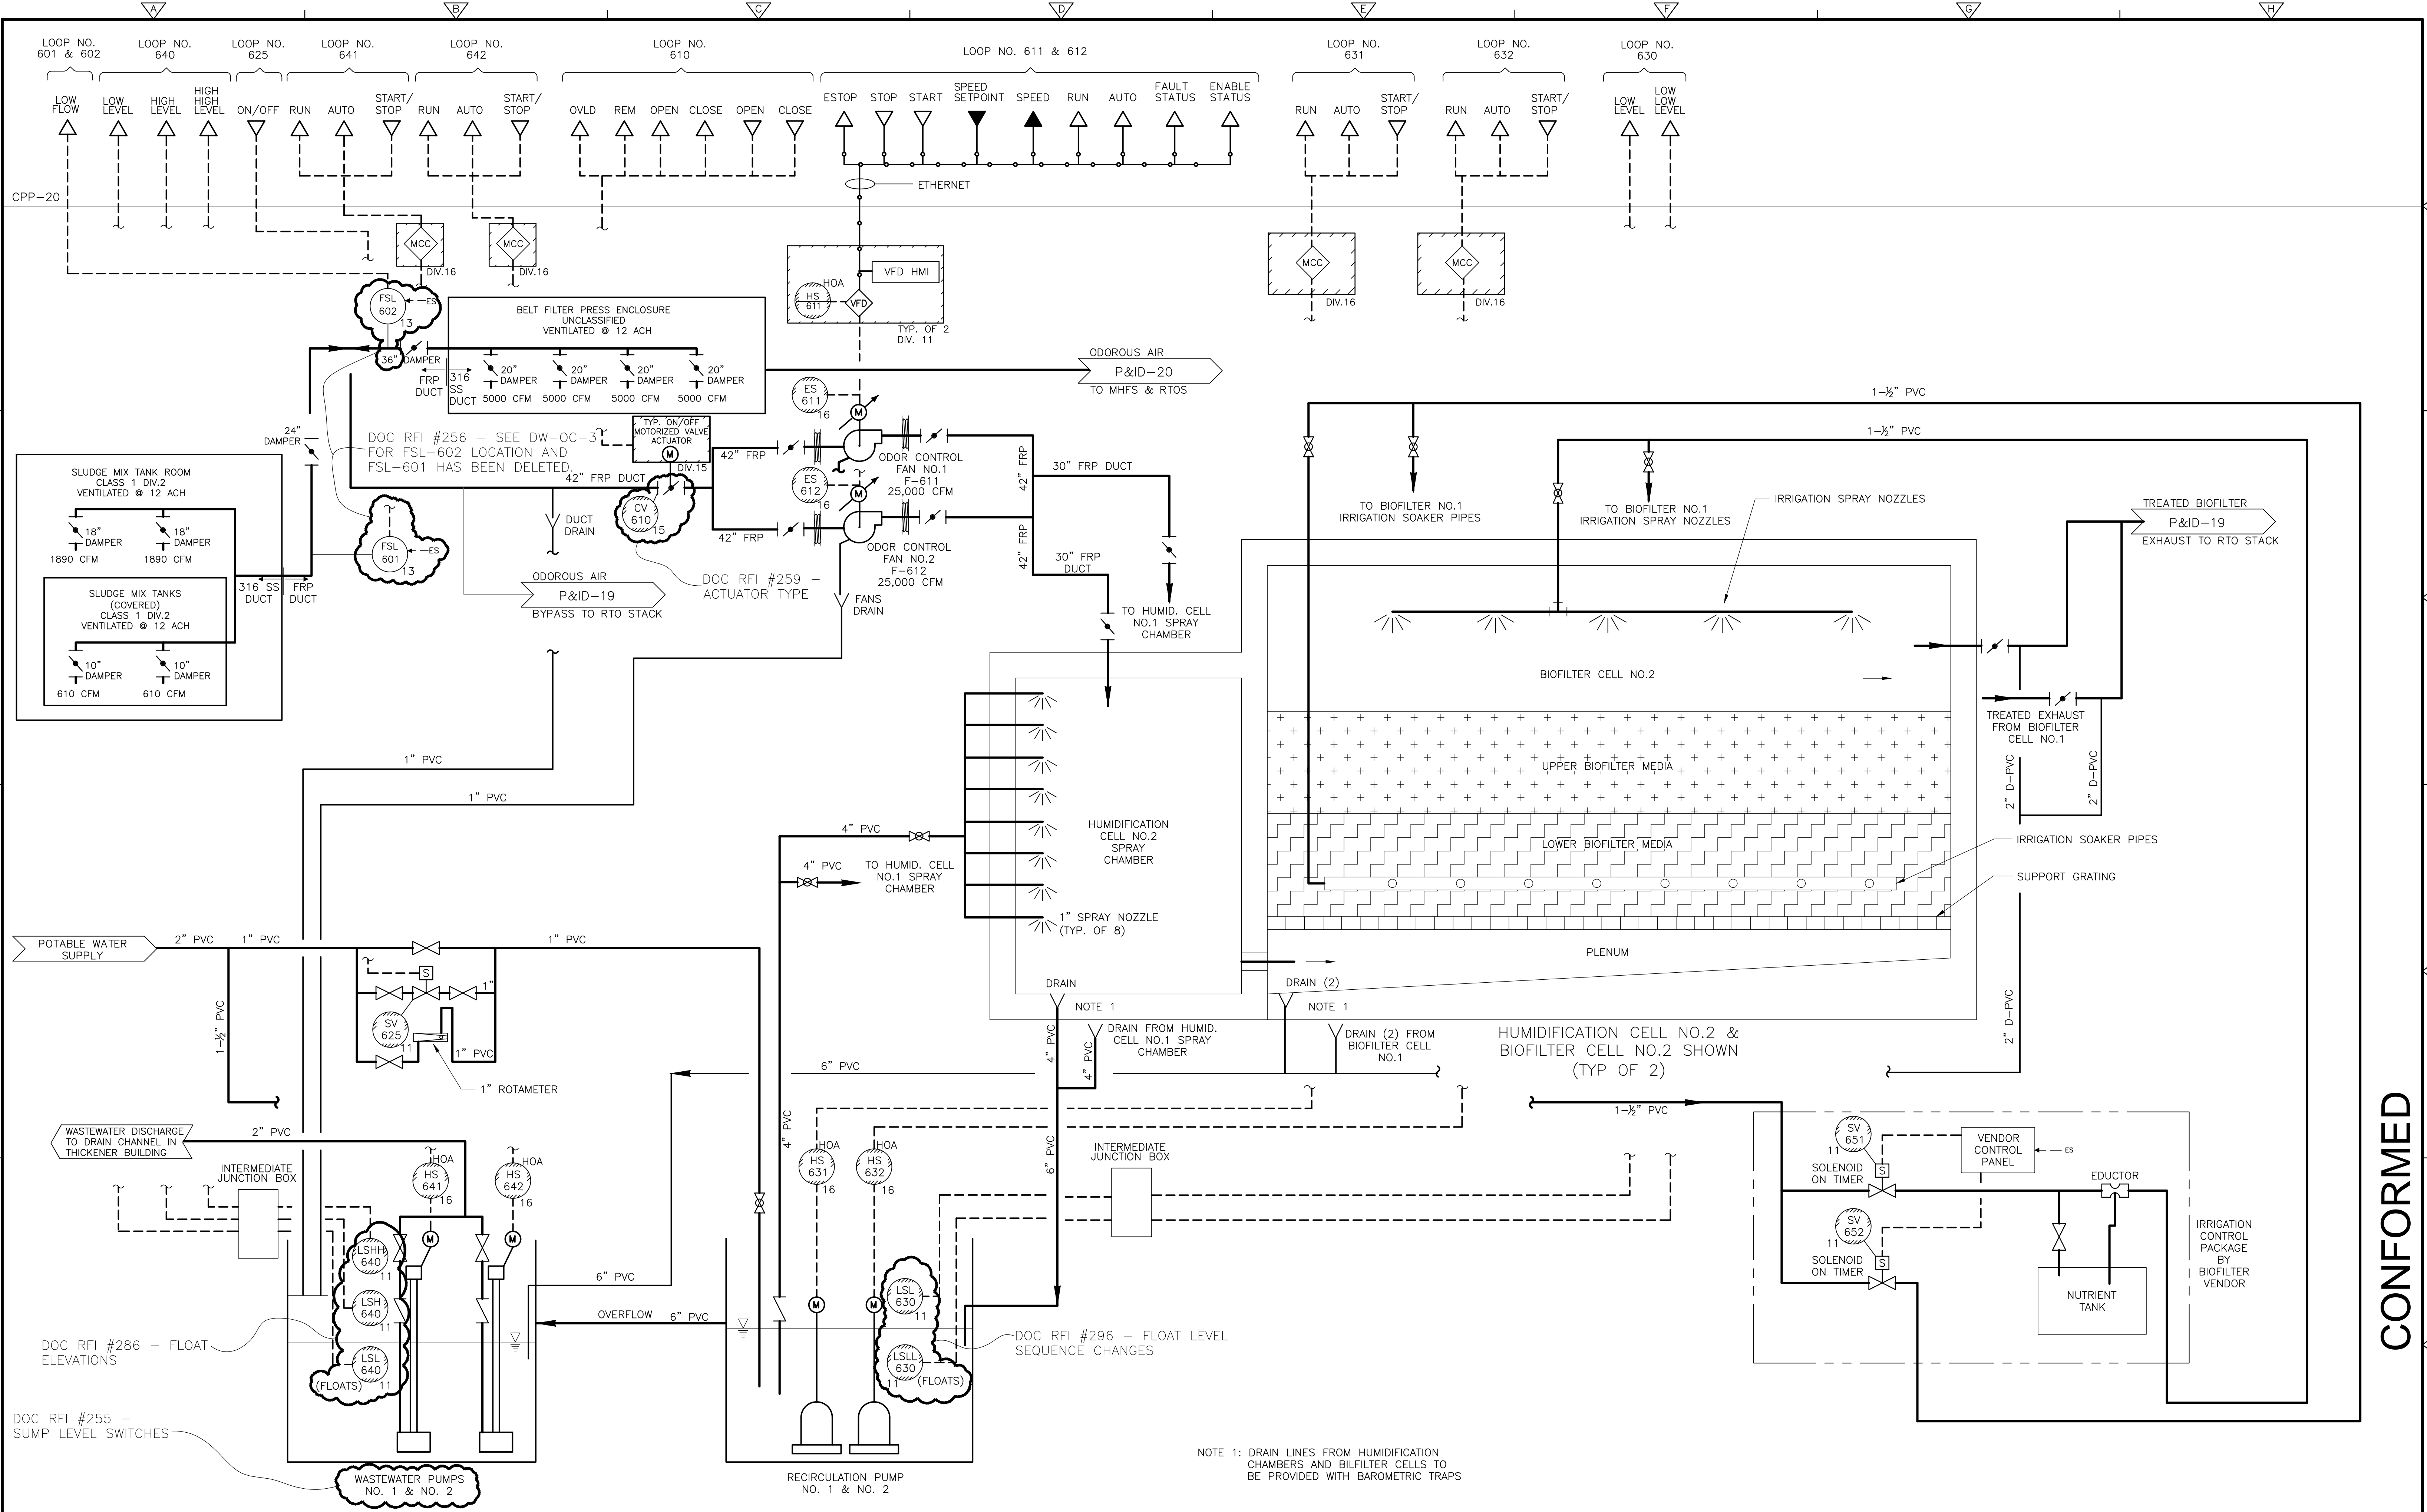 A
B
C
D
E
F
G
H
LOOP NO.
601 & 602
LOOP NO.
640
LOOP NO.
625
LOOP NO.
641
LOOP NO.
642
LOOP NO.
610
LOOP NO. 611 & 612
LOOP NO.
631
LOOP NO.
632
LOOP NO.
630
LOW
FLOW
LOW
LEVEL
HIGH
LEVEL
HIGH
HIGH
LEVEL
ON/OFF
RUN
AUTO
START/
STOP
RUN
AUTO
START/
STOP
OVLD
REM
OPEN
CLOSE
OPEN
CLOSE
ESTOP
STOP
START
SPEED
SETPOINT
SPEED
RUN
AUTO
FAULT
STATUS
ENABLE
STATUS
RUN
AUTO
START/
STOP
RUN
AUTO
START/
STOP
LOW
LEVEL
LOW
LOW
LEVEL
ETHERNET
CPP-20
MCC
DIV.16
MCC
DIV.16
VFD HMI
HOA
HS
611
VFD
TYP. OF 2
DIV. 11
MCC
DIV.16
MCC
DIV.16
FSL
602
ES
13
36" DAMPER
BELT FILTER PRESS ENCLOSURE
UNCLASSIFIED
VENTILATED @ 12 ACH
FRP
DUCT
316
SS
DUCT
20"
DAMPER
5000 CFM
20"
DAMPER
5000 CFM
20"
DAMPER
5000 CFM
20"
DAMPER
5000 CFM
ODOROUS AIR
P&ID-20
TO MHFS & RTOS
ES
611
16
M
24"
DAMPER
DOC RFI #256 - SEE DW-OC-3
FOR FSL-602 LOCATION AND
FSL-601 HAS BEEN DELETED.
TYP. ON/OFF
MOTORIZED VALVE
ACTUATOR
M
DIV.15
42" FRP
ODOR CONTROL
FAN NO.1
F-611
25,000 CFM
42" FRP DUCT
CV
610
15
ES
612
16
M
42" FRP
ODOR CONTROL
FAN NO.2
F-612
25,000 CFM
42" FRP
42" FRP
30" FRP DUCT
30" FRP
DUCT
TO HUMID. CELL
NO.1 SPRAY
CHAMBER
SLUDGE MIX TANK ROOM
CLASS 1 DIV.2
VENTILATED @ 12 ACH
18"
DAMPER
1890 CFM
18"
DAMPER
1890 CFM
SLUDGE MIX TANKS
(COVERED)
CLASS 1 DIV.2
VENTILATED @ 12 ACH
10"
DAMPER
610 CFM
10"
DAMPER
610 CFM
316 SS
DUCT
FRP
DUCT
FSL
601
ES
13
DUCT
DRAIN
ODOROUS AIR
P&ID-19
BYPASS TO RTO STACK
DOC RFI #259 -
ACTUATOR TYPE
FANS
DRAIN
1-½" PVC
1-½" PVC
TO BIOFILTER NO.1
IRRIGATION SOAKER PIPES
TO BIOFILTER NO.1
IRRIGATION SPRAY NOZZLES
IRRIGATION SPRAY NOZZLES
TREATED BIOFILTER
P&ID-19
EXHAUST TO RTO STACK
BIOFILTER CELL NO.2
TREATED EXHAUST
FROM BIOFILTER
CELL NO.1
2" D-PVC
2" D-PVC
UPPER BIOFILTER MEDIA
LOWER BIOFILTER MEDIA
IRRIGATION SOAKER PIPES
SUPPORT GRATING
PLENUM
1" PVC
1" PVC
4" PVC
4" PVC
TO HUMID. CELL
NO.1 SPRAY
CHAMBER
HUMIDIFICATION
CELL NO.2
SPRAY
CHAMBER
1" SPRAY NOZZLE
(TYP. OF 8)
DRAIN
NOTE 1
DRAIN (2)
NOTE 1
4" PVC
4" PVC
DRAIN FROM HUMID.
CELL NO.1 SPRAY
CHAMBER
DRAIN (2) FROM
BIOFILTER CELL
NO.1
HUMIDIFICATION CELL NO.2 &
BIOFILTER CELL NO.2 SHOWN
(TYP OF 2)
2" D-PVC
POTABLE WATER
SUPPLY
2" PVC
1" PVC
1" PVC
1-½" PVC
S
1"
SV
625
11
1" PVC
1" ROTAMETER
6" PVC
1-½" PVC
WASTEWATER DISCHARGE
TO DRAIN CHANNEL IN
THICKENER BUILDING
2" PVC
INTERMEDIATE
JUNCTION BOX
HOA
HS
641
16
HOA
HS
642
16
M
M
LSHH
640
11
LSH
640
11
LSL
640
11
(FLOATS)
6" PVC
OVERFLOW
6" PVC
4" PVC
HOA
HS
631
16
HOA
HS
632
16
M
M
6" PVC
INTERMEDIATE
JUNCTION BOX
LSL
630
11
LSLL
630
11
(FLOATS)
DOC RFI #286 - FLOAT
ELEVATIONS
DOC RFI #255 -
SUMP LEVEL SWITCHES
DOC RFI #296 - FLOAT LEVEL
SEQUENCE CHANGES
WASTEWATER PUMPS
NO. 1 & NO. 2
RECIRCULATION PUMP
NO. 1 & NO. 2
NOTE 1: DRAIN LINES FROM HUMIDIFICATION
CHAMBERS AND BILFILTER CELLS TO
BE PROVIDED WITH BAROMETRIC TRAPS
SV
651
11
S
SOLENOID
ON TIMER
VENDOR
CONTROL
PANEL
ES
EDUCTOR
SV
652
11
S
SOLENOID
ON TIMER
NUTRIENT
TANK
IRRIGATION
CONTROL
PACKAGE
BY
BIOFILTER
VENDOR
CONFORMED